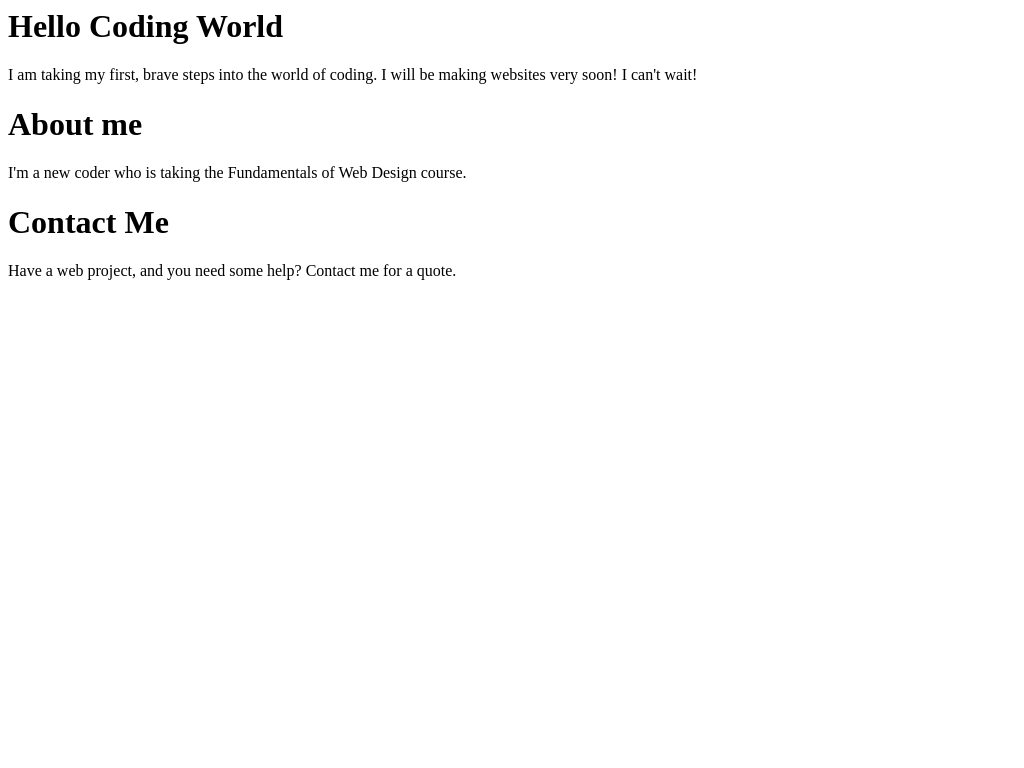 Hello Coding World
I am taking my first, brave steps into the world of coding. I will be making websites very soon! I can't wait!
About me
I'm a new coder who is taking the Fundamentals of Web Design course.
Contact Me
Have a web project, and you need some help? Contact me for a quote.